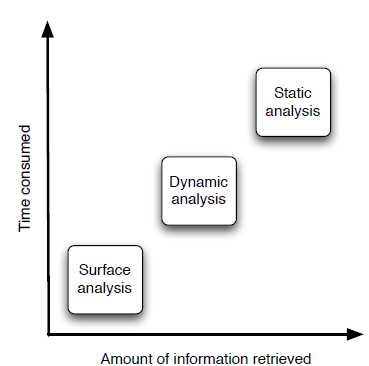 Static
analysis
Dynamic
analysis
Surface
analysis
Time consumed
Amount of information retrieved